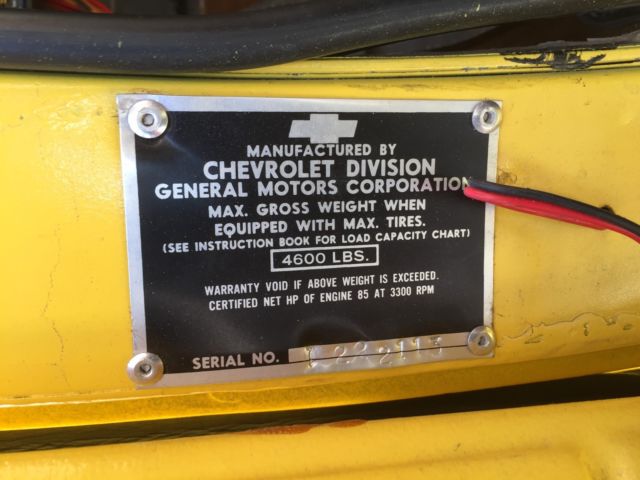 MANUFACTURED BY
CHEVROLET DIVISION
GENERAL MOTORS CORPORATION
MAX. GROSS WEIGHT WHEN
EQUIPPED WITH MAX. TIRES.
(SEE INSTRUCTION BOOK FOR LOAD CAPACITY CHART)
4600 LBS.
WARRANTY VOID IF ABOVE WEIGHT IS EXCEEDED.
CERTIFIED NET HP OF ENGINE 85 AT 3300 RPM
SERIAL NO.